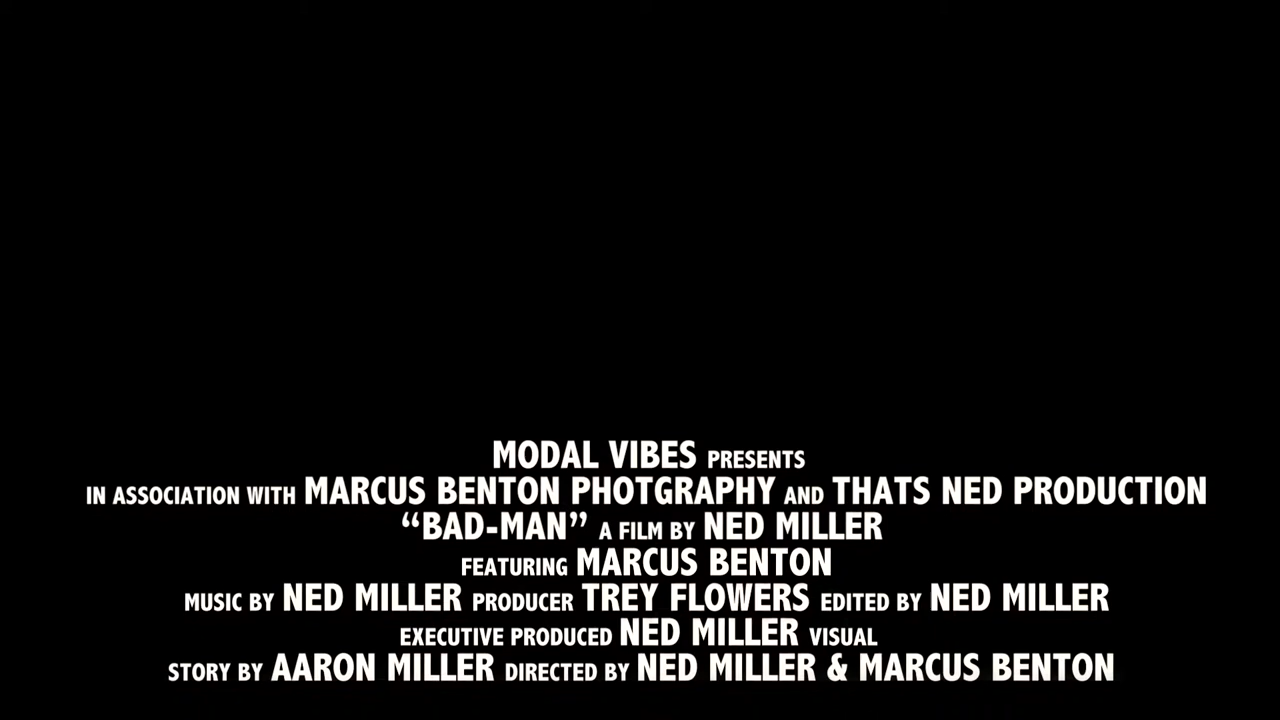 MODAL VIBES PRESENTS
IN ASSOCIATION WITH MARCUS BENTON PHOTGRAPHY AND THATS NED PRODUCTION
“BAD-MAN” A FILM BY NED MILLER
FEATURING MARCUS BENTON
MUSIC BY NED MILLER PRODUCER TREY FLOWERS EDITED BY NED MILLER
EXECUTIVE PRODUCED NED MILLER VISUAL
STORY BY AARON MILLER DIRECTED BY NED MILLER & MARCUS BENTON